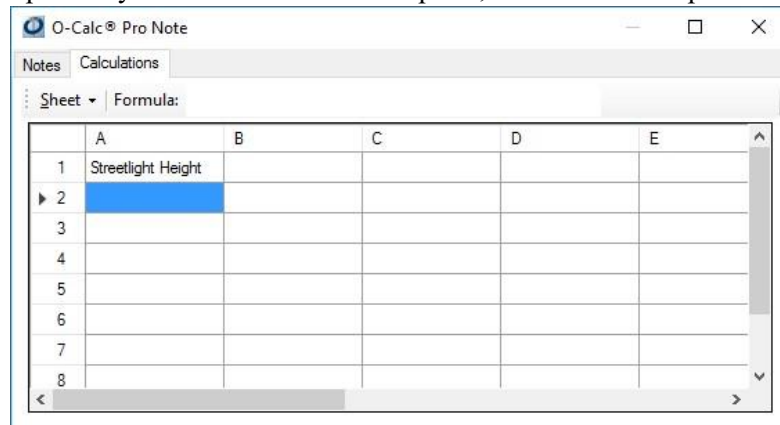 O-Calc® Pro Note
Notes Calculations
Sheet Formula:
A B C D E
1 Streetlight Height
2
3
4
5
6
7
8